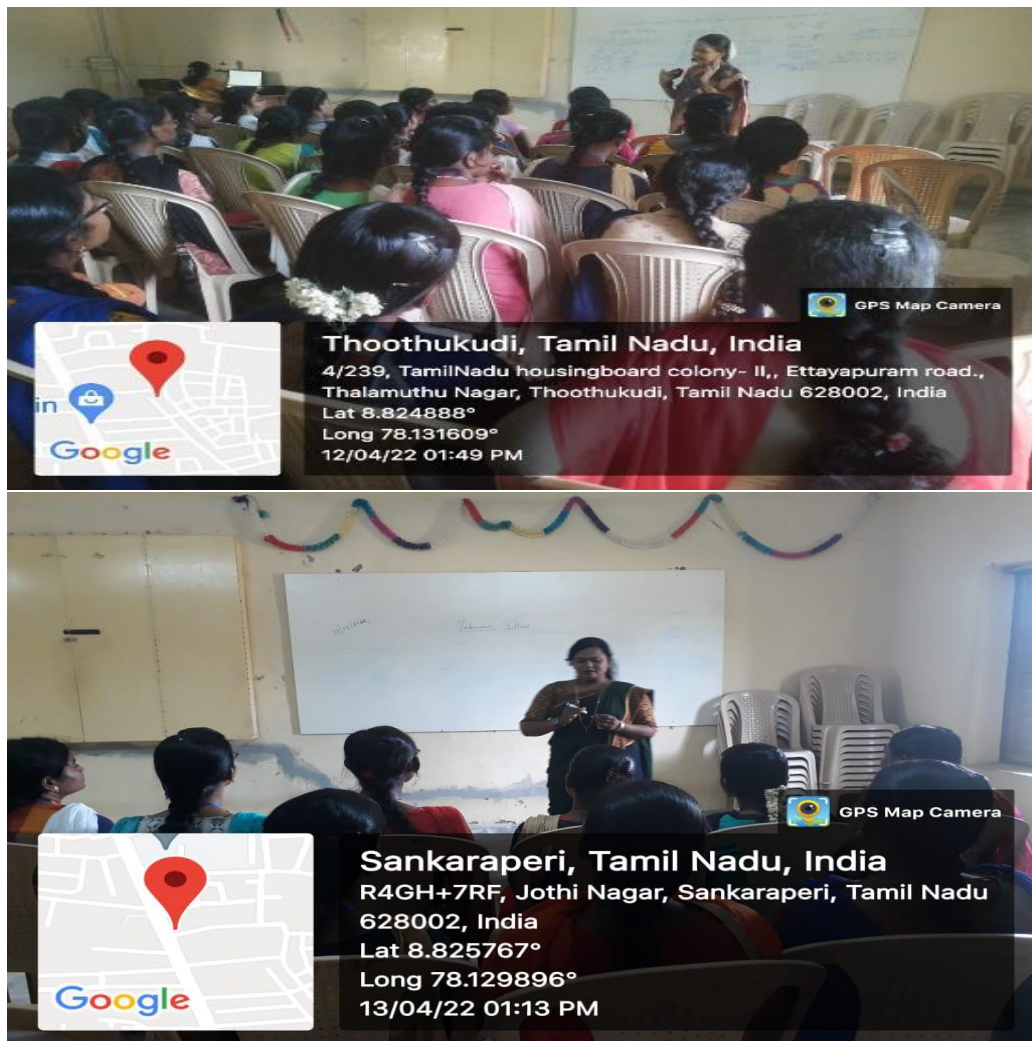 GPS Map Camera
Thoothukudi, Tamil Nadu, India
4/239, TamilNadu housingboard colony- II,, Ettayapuram road.,
Thalamuthu Nagar, Thoothukudi, Tamil Nadu 628002, India
Lat 8.824888°
Long 78.131609°
12/04/22 01:49 PM
in
Google
GPS Map Camera
Sankaraperi, Tamil Nadu, India
R4GH+7RF, Jothi Nagar, Sankaraperi, Tamil Nadu
628002, India
Lat 8.825767°
Long 78.129896°
13/04/22 01:13 PM
Google